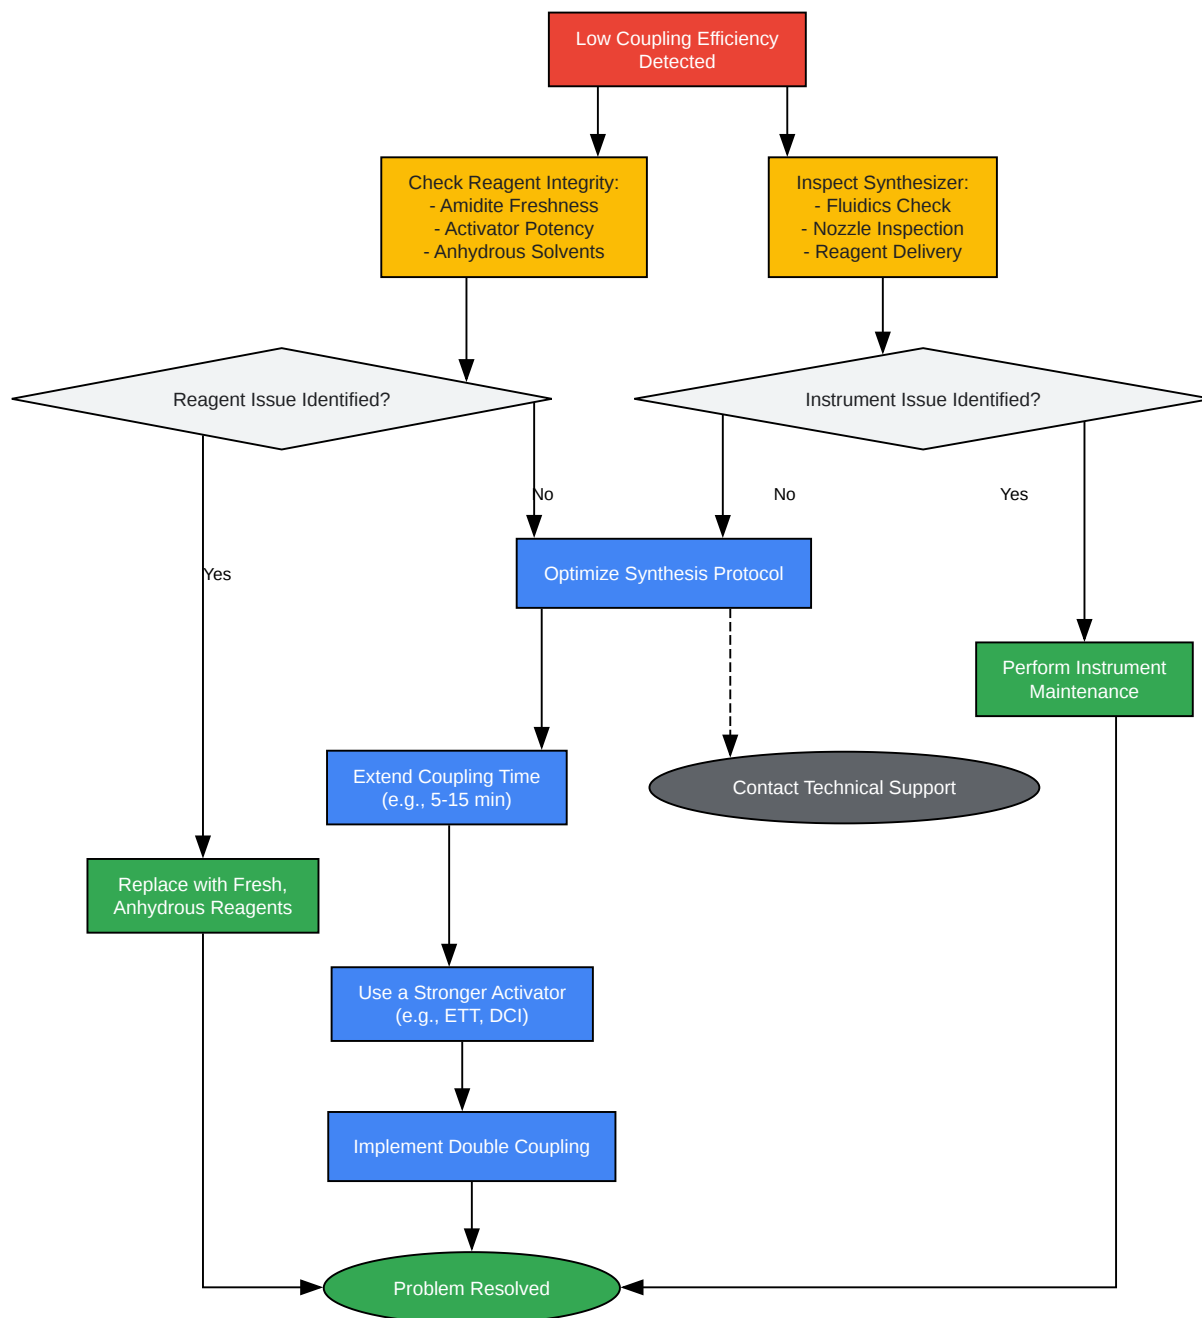 Low Coupling Efficiency
Detected
Check Reagent Integrity:
- Amidite Freshness
- Activator Potency
- Anhydrous Solvents
Inspect Synthesizer:
- Fluidics Check
- Nozzle Inspection
- Reagent Delivery
Reagent Issue Identified?
Instrument Issue Identified?
No
No
Yes
Yes
Optimize Synthesis Protocol
Perform Instrument
Maintenance
Extend Coupling Time
(e.g., 5-15 min)
Contact Technical Support
Replace with Fresh,
Anhydrous Reagents
Use a Stronger Activator
(e.g., ETT, DCI)
Implement Double Coupling
Problem Resolved